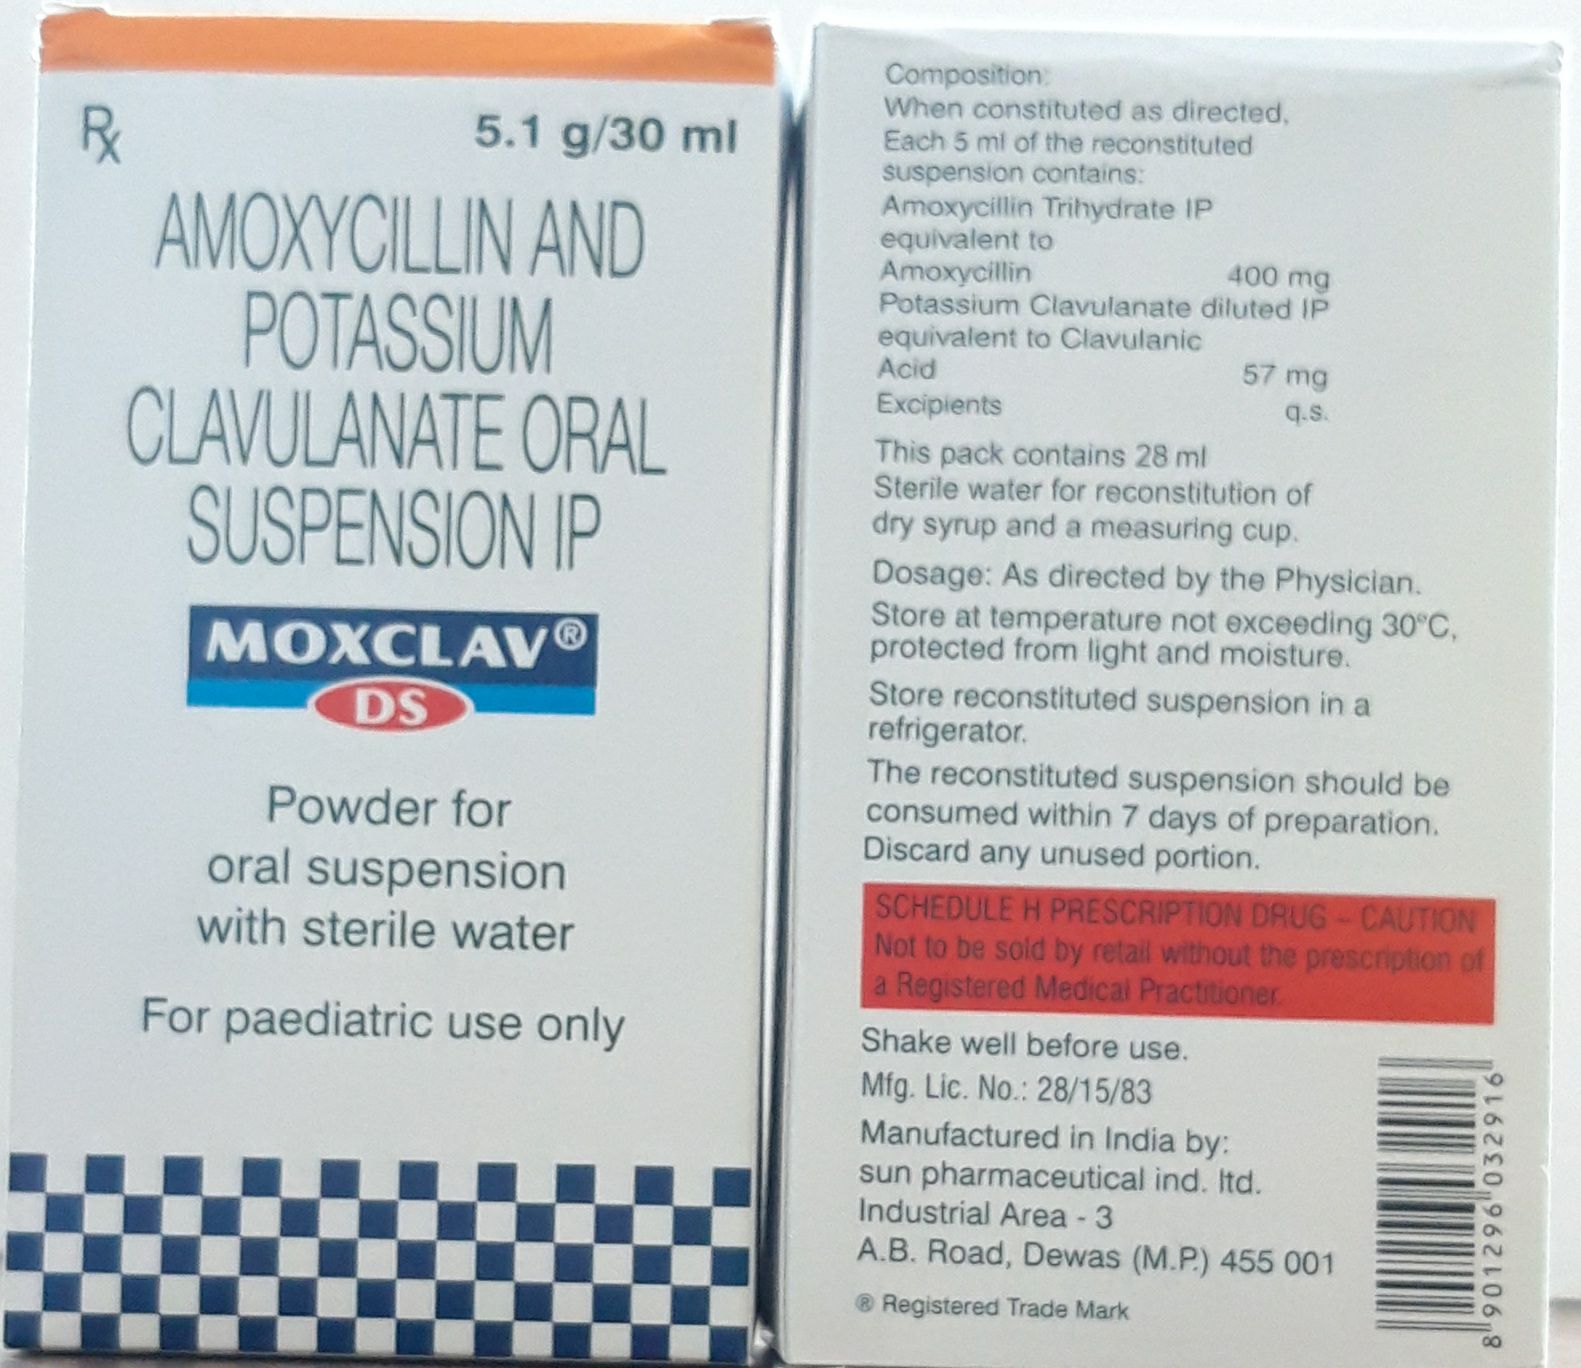 Rx
5.1 g/30 ml
AMOXYCILLIN AND
POTASSIUM
CLAVULANATE ORAL
SUSPENSION IP
MOXCLAV®
DS
Powder for
oral suspension
with sterile water
For paediatric use only
Composition:
When constituted as directed,
Each 5 ml of the reconstituted
suspension contains:
Amoxycillin Trihydrate IP
equivalent to
Amoxycillin 400 mg
Potassium Clavulanate diluted IP
equivalent to Clavulanic
Acid 57 mg
Excipients q.s.
This pack contains 28 ml
Sterile water for reconstitution of
dry syrup and a measuring cup.
Dosage: As directed by the Physician.
Store at temperature not exceeding 30°C,
protected from light and moisture.
Store reconstituted suspension in a
refrigerator.
The reconstituted suspension should be
consumed within 7 days of preparation.
Discard any unused portion.
SCHEDULE H PRESCRIPTION DRUG – CAUTION
Not to be sold by retail without the prescription of
a Registered Medical Practitioner.
Shake well before use.
Mfg. Lic. No.: 28/15/83
Manufactured in India by:
sun pharmaceutical ind. ltd.
Industrial Area - 3
A.B. Road, Dewas (M.P.) 455 001
® Registered Trade Mark
8 901296 032916